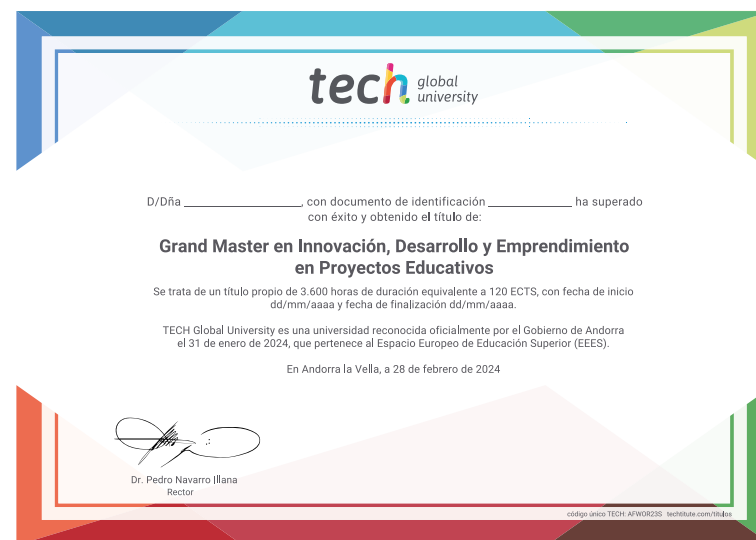 tech global university
D/Dña ____________________, con documento de identificación ______________ ha superado
con éxito y obtenido el título de:
Grand Master en Innovación, Desarrollo y Emprendimiento
en Proyectos Educativos
Se trata de un título propio de 3.600 horas de duración equivalente a 120 ECTS, con fecha de inicio
dd/mm/aaaa y fecha de finalización dd/mm/aaaa.
TECH Global University es una universidad reconocida oficialmente por el Gobierno de Andorra
el 31 de enero de 2024, que pertenece al Espacio Europeo de Educación Superior (EEES).
En Andorra la Vella, a 28 de febrero de 2024
Dr. Pedro Navarro Illana
Rector
código único TECH: AFWOR23S techtitute.com/titulos